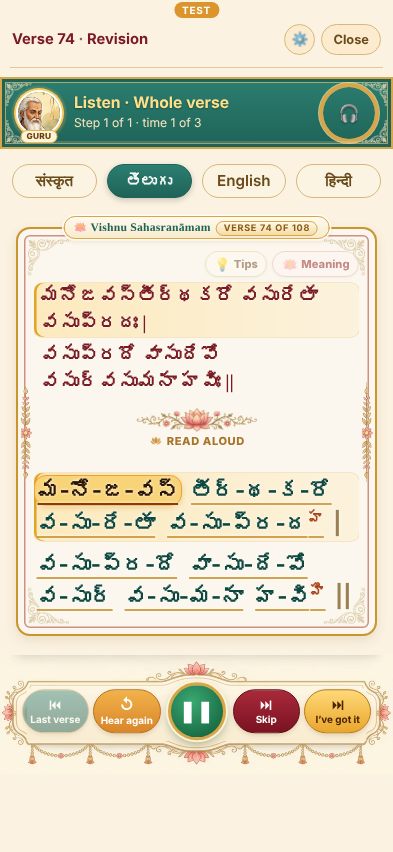 TEST
Verse 74 · Revision
Close
Listen · Whole verse
Step 1 of 1 · time 1 of 3
GURU
संस्कृत
తెలుగు
English
हिन्दी
Vishnu Sahasranāmam
VERSE 74 OF 108
Tips
Meaning
మనోజవస్తీర్థకరో వసురేతా
వసుప్రదః |
వసుప్రదో వాసుదేవో
వసుర్వసుమనా హవిః ||
READ ALOUD
ம-னோ-ஜ-வஸ் தீர்-த-க-ரோ
வ-ஸு-ரே-தா வ-ஸு-ப்ர-தஹ |
வ-ஸு-ப்ர-தோ வா-ஸு-தே-வோ
வ-ஸுர் வ-ஸு-ம-னா ஹ-விஹி ||
Last verse
Hear again
Skip
I've got it